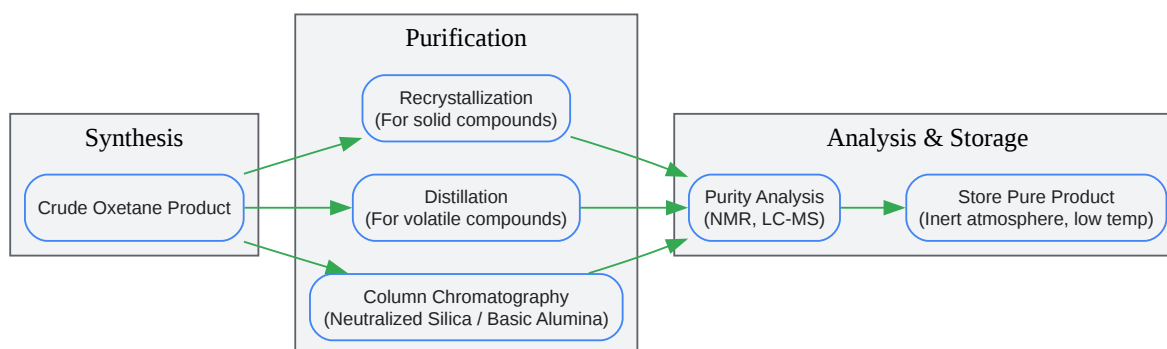 Synthesis
Crude Oxetane Product
Purification
Recrystallization
(For solid compounds)
Distillation
(For volatile compounds)
Column Chromatography
(Neutralized Silica / Basic Alumina)
Analysis & Storage
Purity Analysis
(NMR, LC-MS)
Store Pure Product
(Inert atmosphere, low temp)